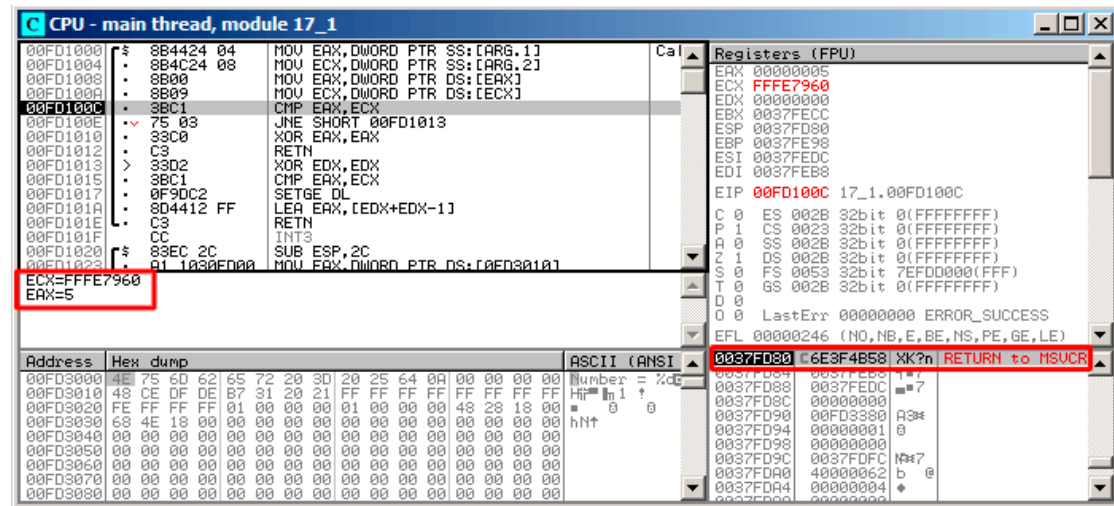 CPU - main thread, module 17_1
00FD1000 $ 8B4424 04 MOV EAX,DWORD PTR SS:[ARG.1] Cal
00FD1004 . 8B4C24 08 MOV ECX,DWORD PTR SS:[ARG.2]
00FD1008 . 8B00 MOV EAX,DWORD PTR DS:[EAX]
00FD100A . 8B09 MOV ECX,DWORD PTR DS:[ECX]
00FD100C . 3BC1 CMP EAX,ECX
00FD100E . 75 03 JNE SHORT 00FD1013
00FD1010 . 33C0 XOR EAX,EAX
00FD1012 . C3 RETN
00FD1013 > 33D2 XOR EDX,EDX
00FD1015 . 3BC1 CMP EAX,ECX
00FD1017 . 0F9DC2 SETGE DL
00FD101A . 8D4412 FF LEA EAX,[EDX+EDX-1]
00FD101E . C3 RETN
00FD101F CC INT3
00FD1020 $ 83EC 2C SUB ESP,2C
00FD1023 . A1 1030FD00 MOV EAX,DWORD PTR DS:[0FD3010]
ECX=FFFE7960
EAX=5
Registers (FPU)
EAX 00000005
ECX FFFE7960
EDX 00000000
EBX 0037FECC
ESP 0037FD80
EBP 0037FE98
ESI 0037FEDC
EDI 0037FEB8
EIP 00FD100C 17_1.00FD100C
C 0 ES 002B 32bit 0(FFFFFFFF)
P 1 CS 0023 32bit 0(FFFFFFFF)
A 0 SS 002B 32bit 0(FFFFFFFF)
Z 1 DS 002B 32bit 0(FFFFFFFF)
S 0 FS 0053 32bit 7EFDD000(FFF)
T 0 GS 002B 32bit 0(FFFFFFFF)
D 0
O 0 LastErr 00000000 ERROR_SUCCESS
EFL 00000246 (NO,NB,E,BE,NS,PE,GE,LE)
Address Hex dump ASCII (ANSI
00FD3000 4E 75 6D 62 65 72 20 3D 20 25 64 0A 00 00 00 00 Number = %d
00FD3010 48 CE DF DE B7 31 20 21 FF FF FF FF FF FF FF FF
00FD3020 FE FF FF FF 01 00 00 00 01 00 00 00 48 28 18 00
00FD3030 68 4E 18 00 00 00 00 00 00 00 00 00 00 00 00 00 hN↑
00FD3040 00 00 00 00 00 00 00 00 00 00 00 00 00 00 00 00
00FD3050 00 00 00 00 00 00 00 00 00 00 00 00 00 00 00 00
00FD3060 00 00 00 00 00 00 00 00 00 00 00 00 00 00 00 00
00FD3070 00 00 00 00 00 00 00 00 00 00 00 00 00 00 00 00
00FD3080 00 00 00 00 00 00 00 00 00 00 00 00 00 00 00 00
0037FD80 6E3F4B58 XK?n RETURN to MSVCR
0037FD84 0037FEB8
0037FD88 0037FEDC
0037FD8C 00000000
0037FD90 00FD3380
0037FD94 00000001
0037FD98 00000000
0037FD9C 0037FDFC
0037FDA0 40000062 b @
0037FDA4 00000004 ♦